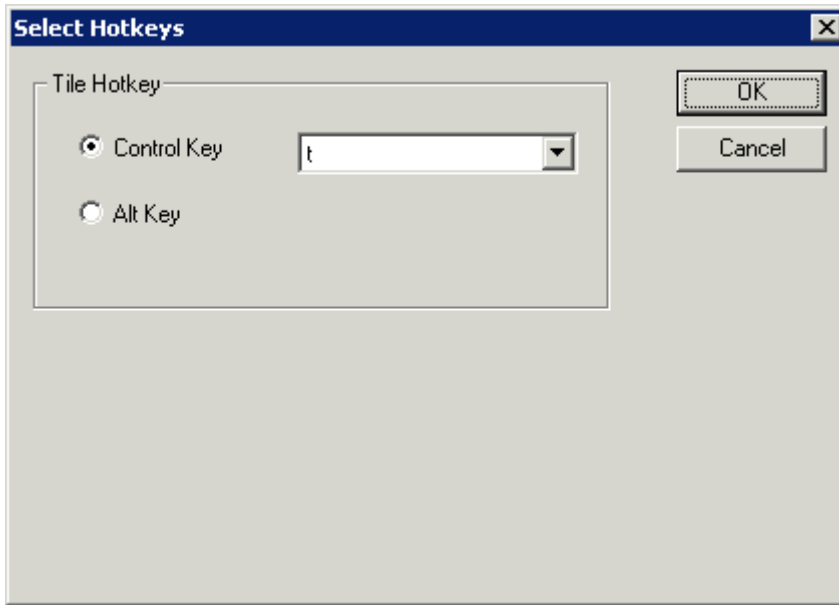 Select Hotkeys
Tile Hotkey
Control Key
t
Alt Key
OK
Cancel